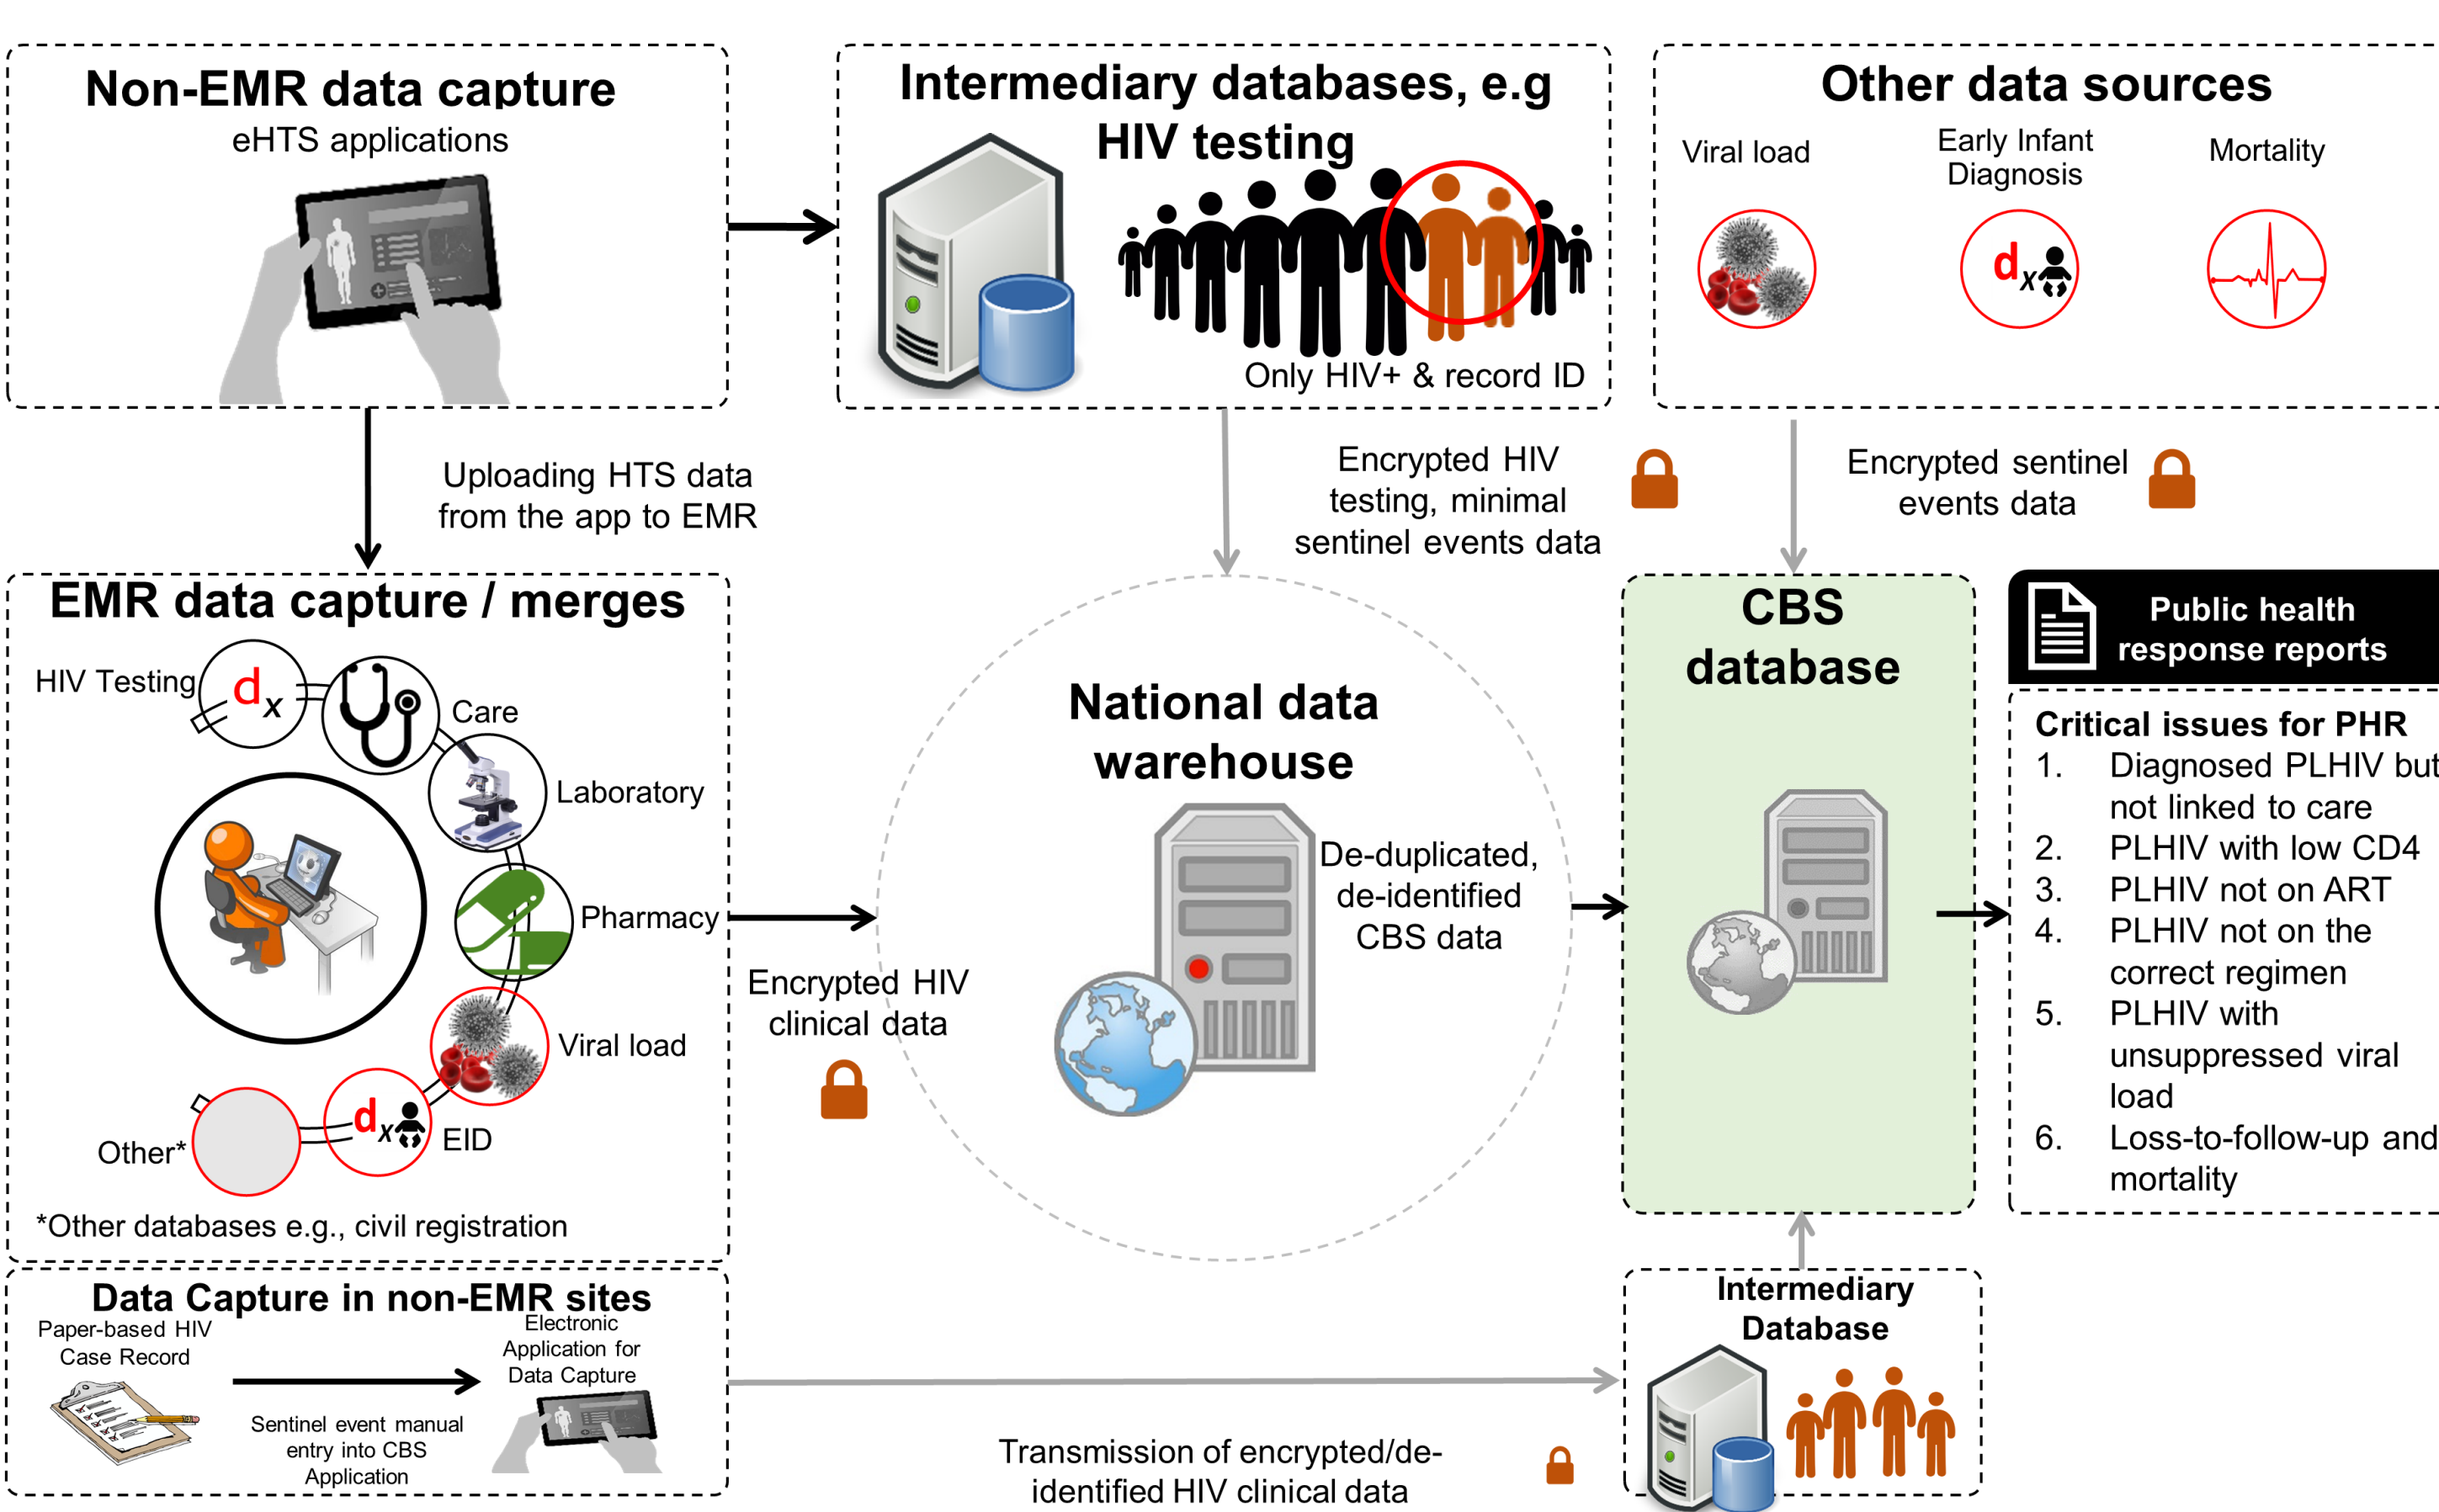 Non-EMR data capture
eHTS applications
Intermediary databases, e.g
HIV testing
Only HIV+ & record ID
Other data sources
Viral load
Early Infant
Diagnosis
dx
Mortality
Uploading HTS data
from the app to EMR
Encrypted HIV
testing, minimal
sentinel events data
Encrypted sentinel
events data
EMR data capture / merges
HIV Testing
dx
Care
Laboratory
Pharmacy
Viral load
dx
EID
Other*
*Other databases e.g., civil registration
Encrypted HIV
clinical data
National data
warehouse
De-duplicated,
de-identified
CBS data
CBS
database
Public health
response reports
Critical issues for PHR
1. Diagnosed PLHIV but
not linked to care
2. PLHIV with low CD4
3. PLHIV not on ART
4. PLHIV not on the
correct regimen
5. PLHIV with
unsuppressed viral
load
6. Loss-to-follow-up and
mortality
Data Capture in non-EMR sites
Paper-based HIV
Case Record
Sentinel event manual
entry into CBS
Application
Electronic
Application for
Data Capture
Transmission of encrypted/de-
identified HIV clinical data
Intermediary
Database